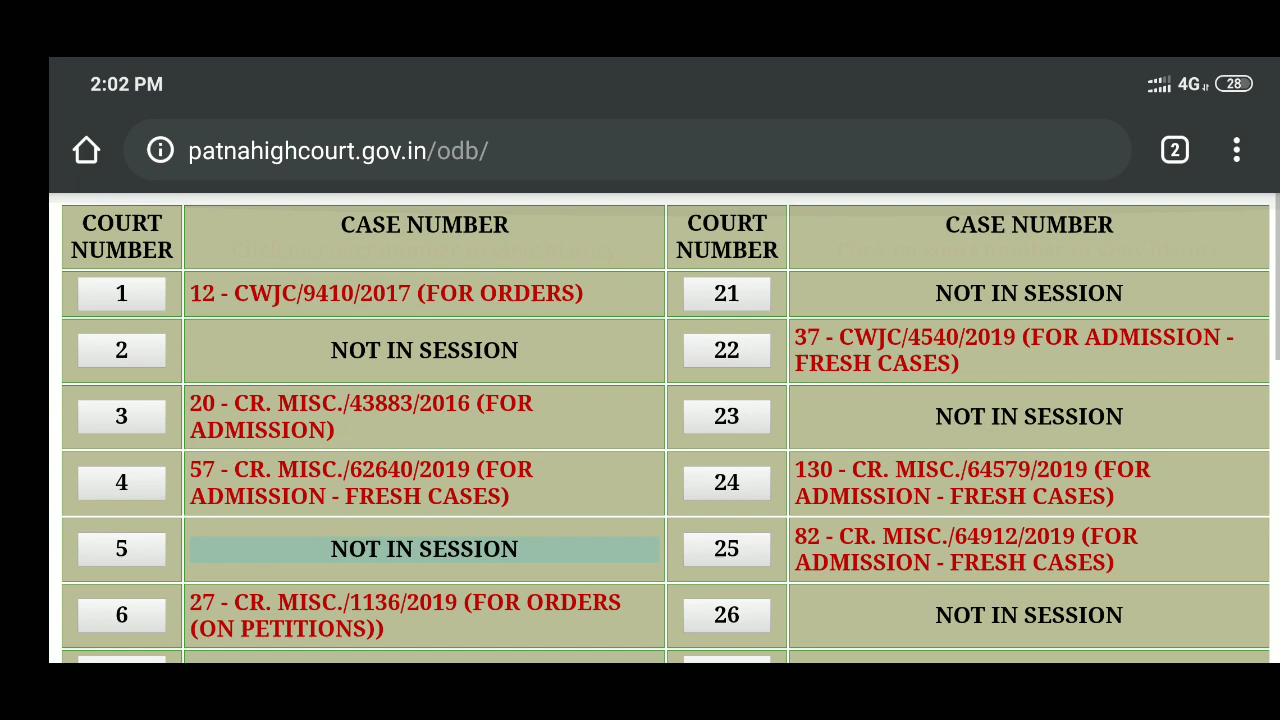 2:02 PM
4G
28
patnahighcourt.gov.in/odb/
2
COURT NUMBER CASE NUMBER COURT NUMBER CASE NUMBER
1 12 - CWJC/9410/2017 (FOR ORDERS) 21 NOT IN SESSION
2 NOT IN SESSION 22 37 - CWJC/4540/2019 (FOR ADMISSION -
FRESH CASES)
3 20 - CR. MISC./43883/2016 (FOR
ADMISSION) 23 NOT IN SESSION
4 57 - CR. MISC./62640/2019 (FOR
ADMISSION - FRESH CASES) 24 130 - CR. MISC./64579/2019 (FOR
ADMISSION - FRESH CASES)
5 NOT IN SESSION 25 82 - CR. MISC./64912/2019 (FOR
ADMISSION - FRESH CASES)
6 27 - CR. MISC./1136/2019 (FOR ORDERS
(ON PETITIONS)) 26 NOT IN SESSION